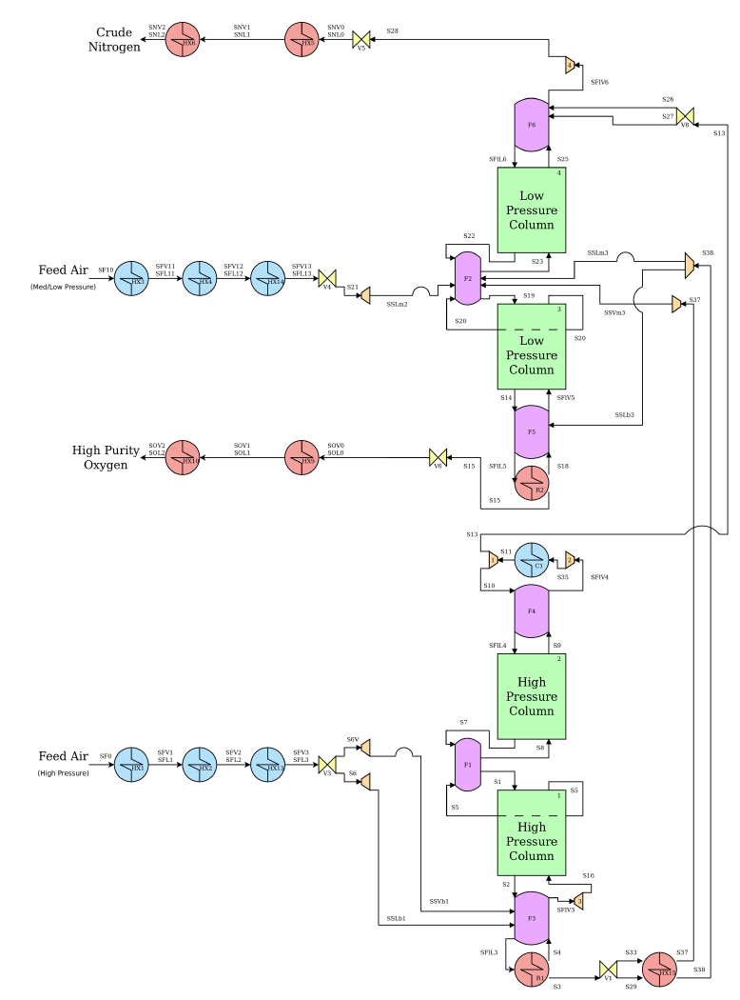 Crude
Nitrogen
SNV2
SNL2
HX6
SNV1
SNL1
HX5
SNV0
SNL0
V5
S28
4
SFlV6
F6
S26
S27
V8
S13
SFlL6
S25
4
Low
Pressure
Column
S22
S23
F2
SSLm3
S38
Feed Air
(Med/Low Pressure)
SF10
HX3
SFV11
SFL11
HX4
SFV12
SFL12
HX14
SFV13
SFL13
V4
S21
SSLm2
SSVm3
S37
S19
S20
3
Low
Pressure
Column
S20
S14
SFlV5
F5
SSLb3
High Purity
Oxygen
SOV2
SOL2
HX10
SOV1
SOL1
HX9
SOV0
SOL0
V6
S15
SFlL5
S18
R2
S15
S13
1
S11
C1
2
S35
S10
SFlV4
F4
SFlL4
S9
2
High
Pressure
Column
S7
S8
F1
Feed Air
(High Pressure)
SF0
HX1
SFV1
SFL1
HX2
SFV2
SFL2
HX13
SFV3
SFL3
V3
S6V
S6
S1
S5
1
S5
High
Pressure
Column
S2
S16
3
SFlV3
F3
SSVb1
SSLb1
SFlL3
S4
R1
S3
V1
S33
S29
HX15
S37
S38